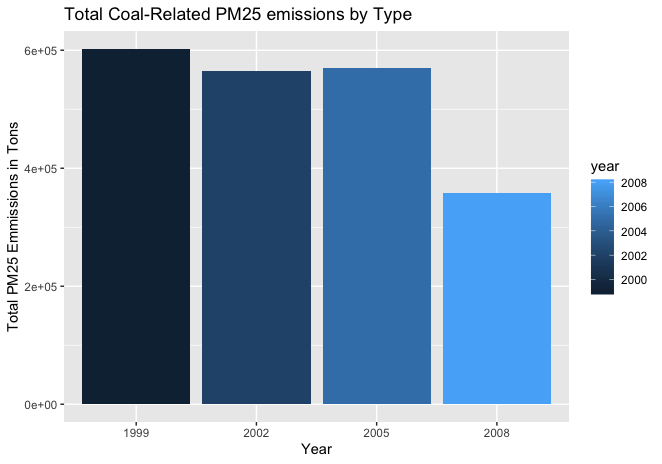 Total Coal-Related PM25 emissions by Type
Total PM25 Emmissions in Tons
6e+05
4e+05
2e+05
0e+00
1999 2002 2005 2008
Year
year
2008
2006
2004
2002
2000